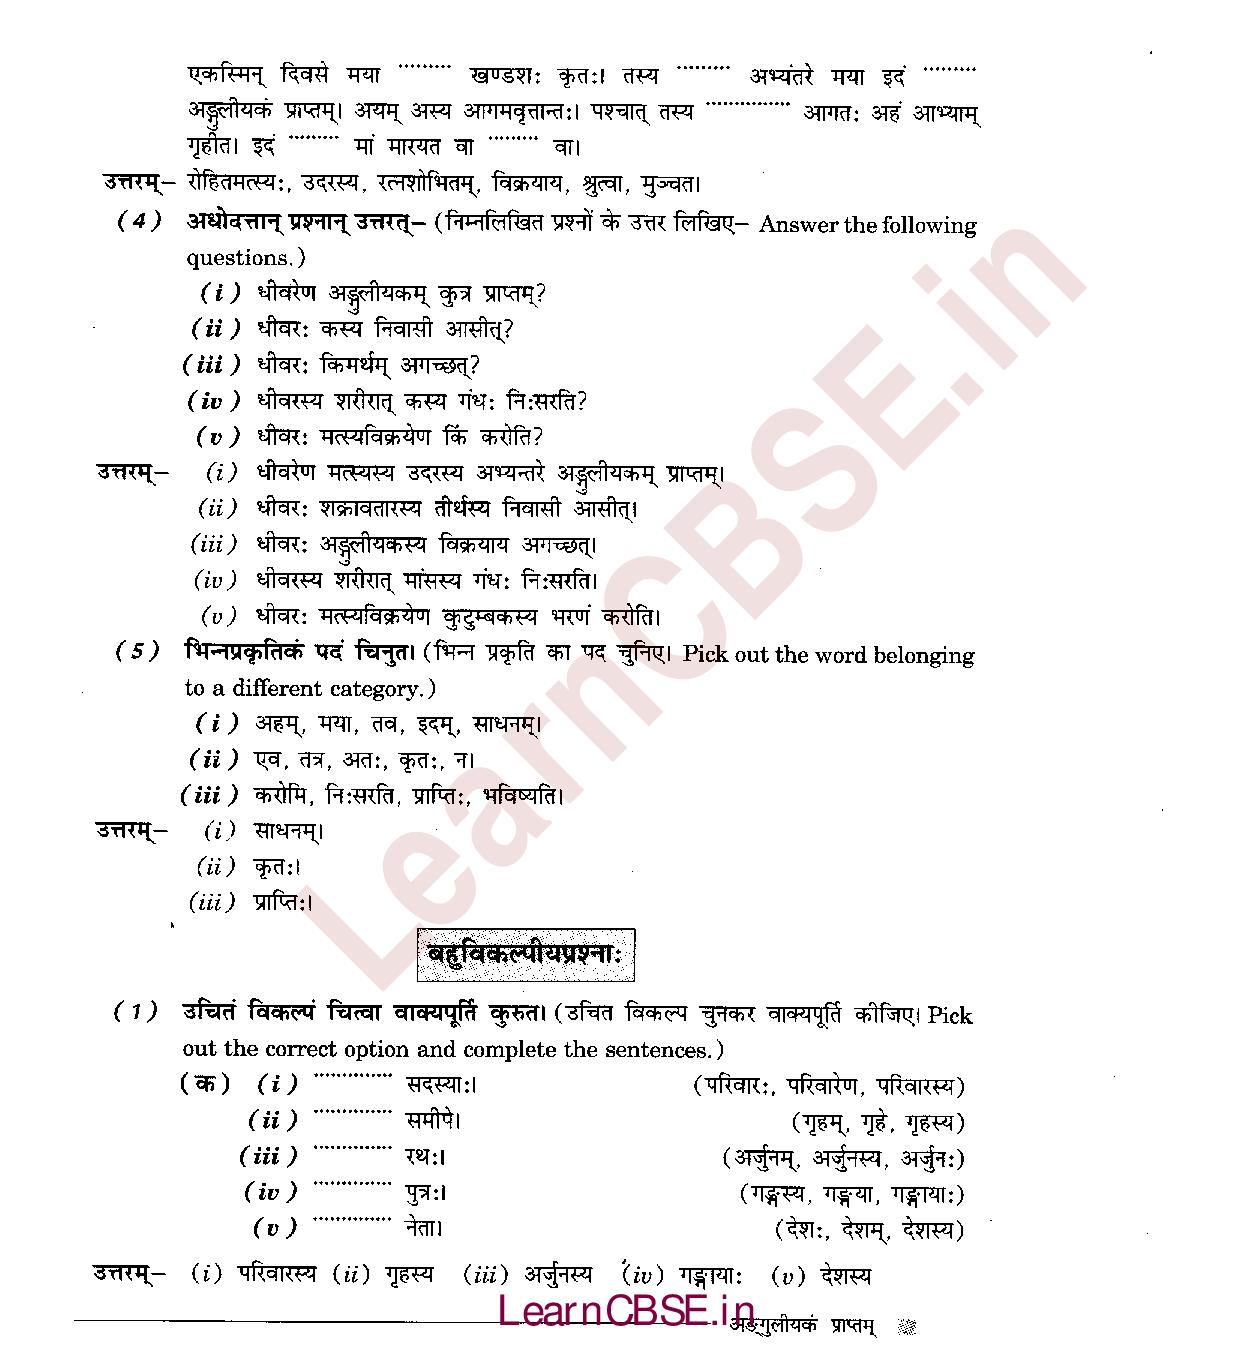 एकस्मिन् दिवसे मया ......... खण्डशः कृतः। तस्य ......... अभ्यंतरे मया इदं .........
अङ्गुलीयकं प्राप्तम्। अयम् अस्य आगमवृत्तान्तः। पश्चात् तस्य .............. आगतः अहं आभ्याम्
गृहीत। इदं ......... मां मारयत वा ......... वा।
उत्तरम्– रोहितमत्स्यः, उदरस्य, रत्नशोभितम्, विक्रयाय, श्रुत्वा, मुञ्चत।
(4) अधोदत्तान् प्रश्नान् उत्तरत– (निम्नलिखित प्रश्नों के उत्तर लिखिए– Answer the following
questions.)
(i) धीवरेण अङ्गुलीयकम् कुत्र प्राप्तम्?
(ii) धीवरः कस्य निवासी आसीत्?
(iii) धीवरः किमर्थम् अगच्छत्?
(iv) धीवरस्य शरीरात् कस्य गंधः निःसरति?
(v) धीवरः मत्स्यविक्रयेण किं करोति?
उत्तरम्– (i) धीवरेण मत्स्यस्य उदरस्य अभ्यन्तरे अङ्गुलीयकम् प्राप्तम्।
(ii) धीवरः शक्रावतारस्य तीर्थस्य निवासी आसीत्।
(iii) धीवरः अङ्गुलीयकस्य विक्रयाय अगच्छत्।
(iv) धीवरस्य शरीरात् मांसस्य गंधः निःसरति।
(v) धीवरः मत्स्यविक्रयेण कुटुम्बकस्य भरणं करोति।
(5) भिन्नप्रकृतिकं पदं चिनुत। (भिन्न प्रकृति का पद चुनिए। Pick out the word belonging
to a different category.)
(i) अहम्, मया, तव, इदम्, साधनम्।
(ii) एव, तत्र, अतः, कृतः, न।
(iii) करोमि, निःसरति, प्राप्तिः, भविष्यति।
उत्तरम्– (i) साधनम्।
(ii) कृतः।
(iii) प्राप्तिः।
बहुविकल्पीयप्रश्नाः
(1) उचितं विकल्पं चित्वा वाक्यपूर्ति कुरुत। (उचित विकल्प चुनकर वाक्यपूर्ति कीजिए। Pick
out the correct option and complete the sentences.)
(क) (i) .............. सदस्याः। (परिवारः, परिवारेण, परिवारस्य)
(ii) .............. समीपे। (गृहम्, गृहे, गृहस्य)
(iii) .............. रथः। (अर्जुनम्, अर्जुनस्य, अर्जुनः)
(iv) .............. पुत्रः। (गङ्गस्य, गङ्गया, गङ्गायाः)
(v) .............. नेता। (देशः, देशम्, देशस्य)
उत्तरम्– (i) परिवारस्य (ii) गृहस्य (iii) अर्जुनस्य (iv) गङ्गायाः (v) देशस्य
LearnCBSE.in
अङ्गुलीयकं प्राप्तम्
LearnCBSE.in